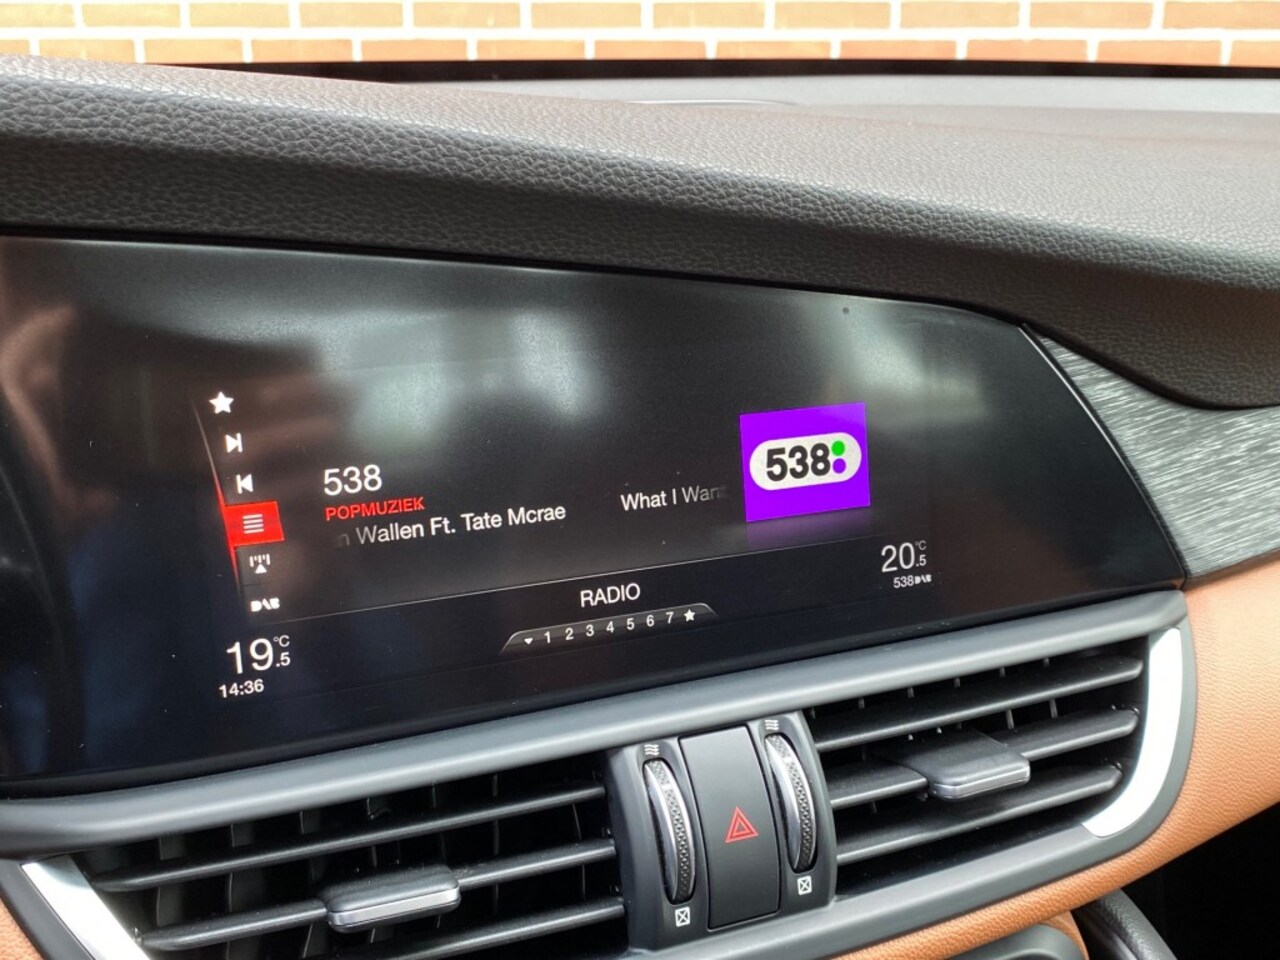 538
POPMUZIEK
n Wallen Ft. Tate Mcrae
What I Want
538
DAB
RADIO
1 2 3 4 5 6 7
19.5 °C
14:36
20.5 °C
538 DAB